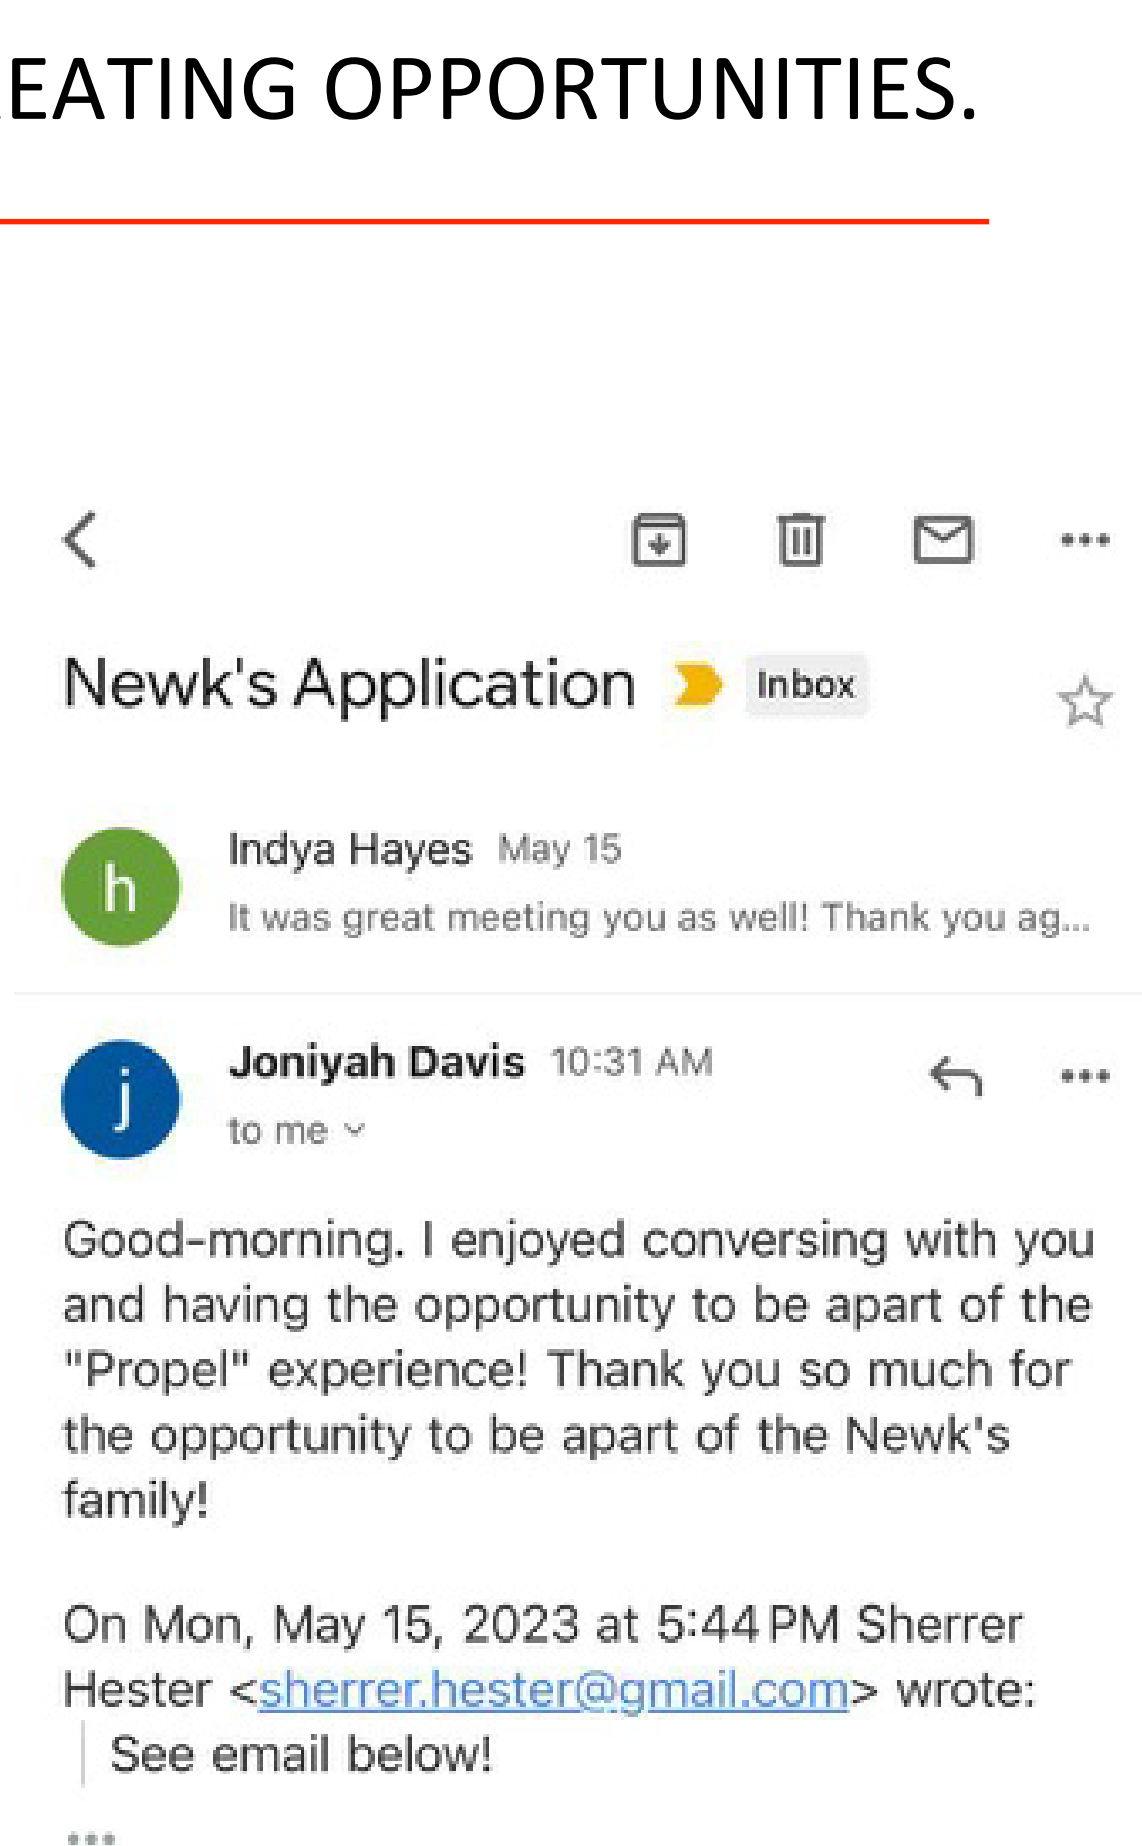 EATING OPPORTUNITIES.
Newk's Application Inbox
h
Indya Hayes May 15
It was great meeting you as well! Thank you ag...
j
Joniyah Davis 10:31 AM
to me
Good-morning. I enjoyed conversing with you
and having the opportunity to be apart of the
"Propel" experience! Thank you so much for
the opportunity to be apart of the Newk's
family!
On Mon, May 15, 2023 at 5:44 PM Sherrer
Hester <sherrer.hester@gmail.com> wrote:
See email below!